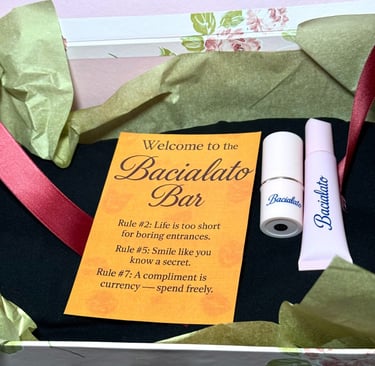 Welcome to the
Bacialato
Bar
Rule #2: Life is too short
for boring entrances.
Rule #5: Smile like you
know a secret.
Rule #7: A compliment is
currency — spend freely.
Bacialato
Bacialato